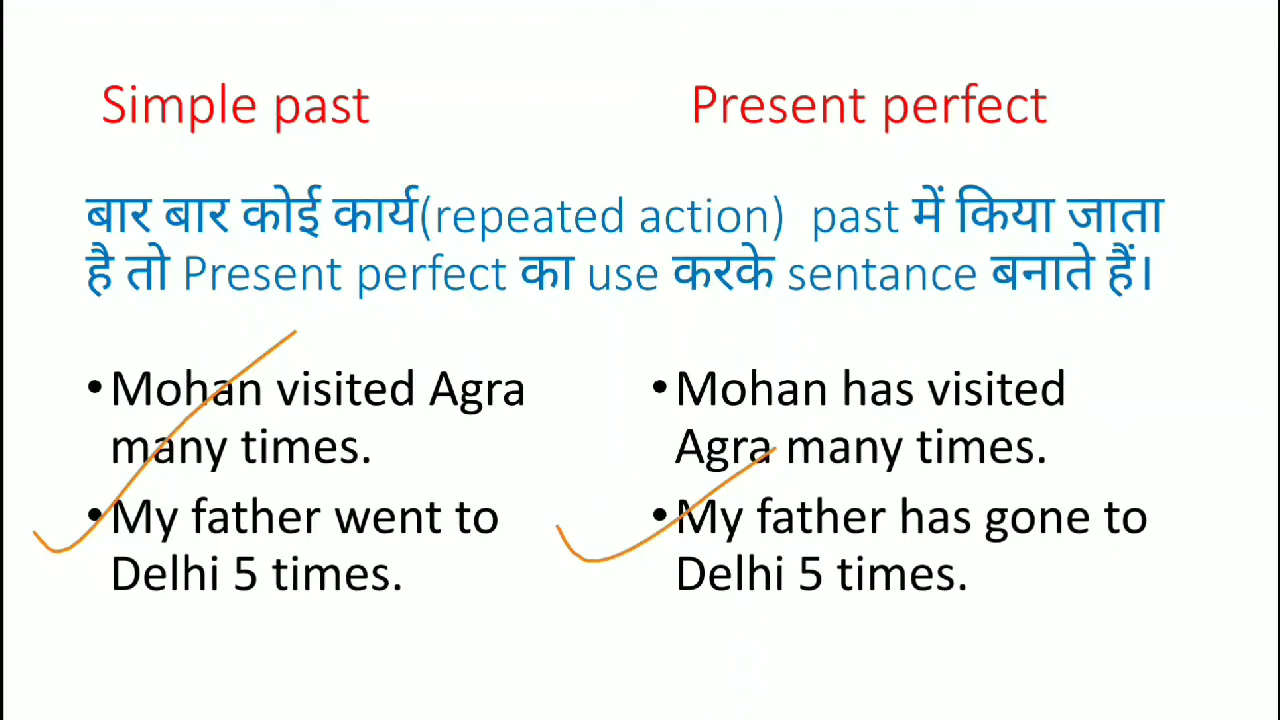 Simple past
Present perfect
बार बार कोई कार्य(repeated action) past में किया जाता
है तो Present perfect का use करके sentence बनाते हैं।
•Mohan visited Agra
many times.
•My father went to
Delhi 5 times.
•Mohan has visited
Agra many times.
•My father has gone to
Delhi 5 times.